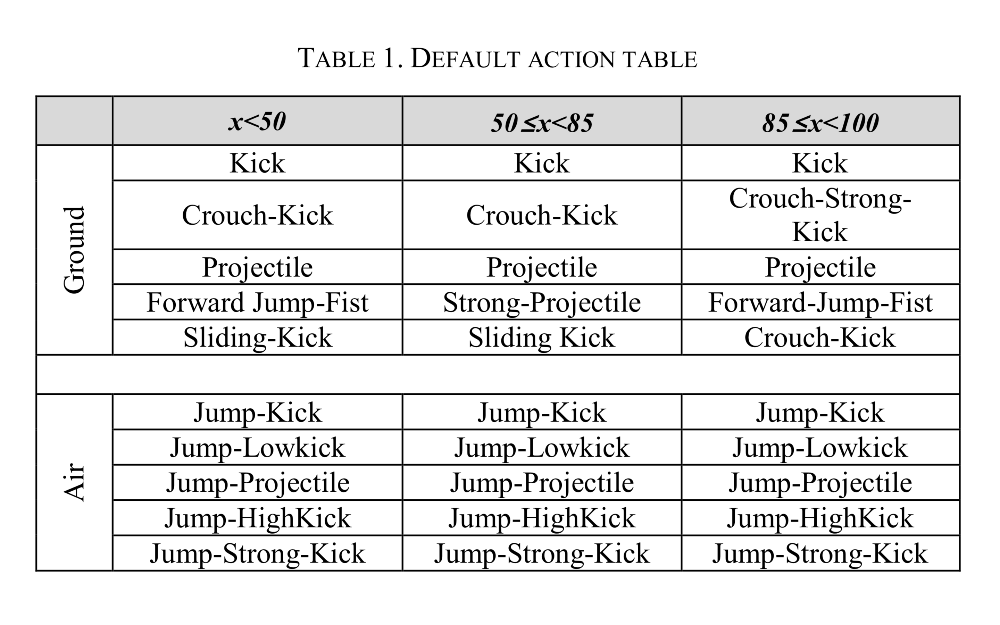 TABLE 1. DEFAULT ACTION TABLE
x<50 50≤x<85 85≤x<100
Ground
Kick Kick Kick
Crouch-Kick Crouch-Kick Crouch-Strong-
Kick
Projectile Projectile Projectile
Forward Jump-Fist Strong-Projectile Forward-Jump-Fist
Sliding-Kick Sliding Kick Crouch-Kick
Air
Jump-Kick Jump-Kick Jump-Kick
Jump-Lowkick Jump-Lowkick Jump-Lowkick
Jump-Projectile Jump-Projectile Jump-Projectile
Jump-HighKick Jump-HighKick Jump-HighKick
Jump-Strong-Kick Jump-Strong-Kick Jump-Strong-Kick